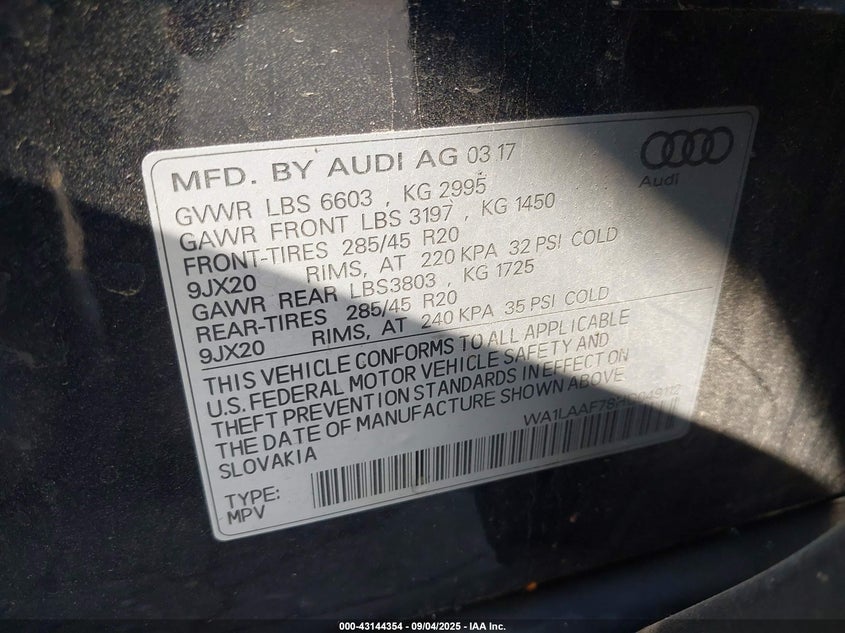 MFD. BY AUDI AG 03 17
Audi
GVWR LBS 6603 , KG 2995
GAWR FRONT LBS 3197 , KG 1450
FRONT-TIRES 285/45 R20
9JX20 RIMS, AT 220 KPA 32 PSI COLD
GAWR REAR LBS3803 , KG 1725
REAR-TIRES 285/45 R20
9JX20 RIMS, AT 240 KPA 35 PSI COLD
THIS VEHICLE CONFORMS TO ALL APPLICABLE
U.S. FEDERAL MOTOR VEHICLE SAFETY AND
THEFT PREVENTION STANDARDS IN EFFECT ON
THE DATE OF MANUFACTURE SHOWN ABOVE
SLOVAKIA
TYPE:
MPV
000-43144354 - 09/04/2025 - IAA Inc.